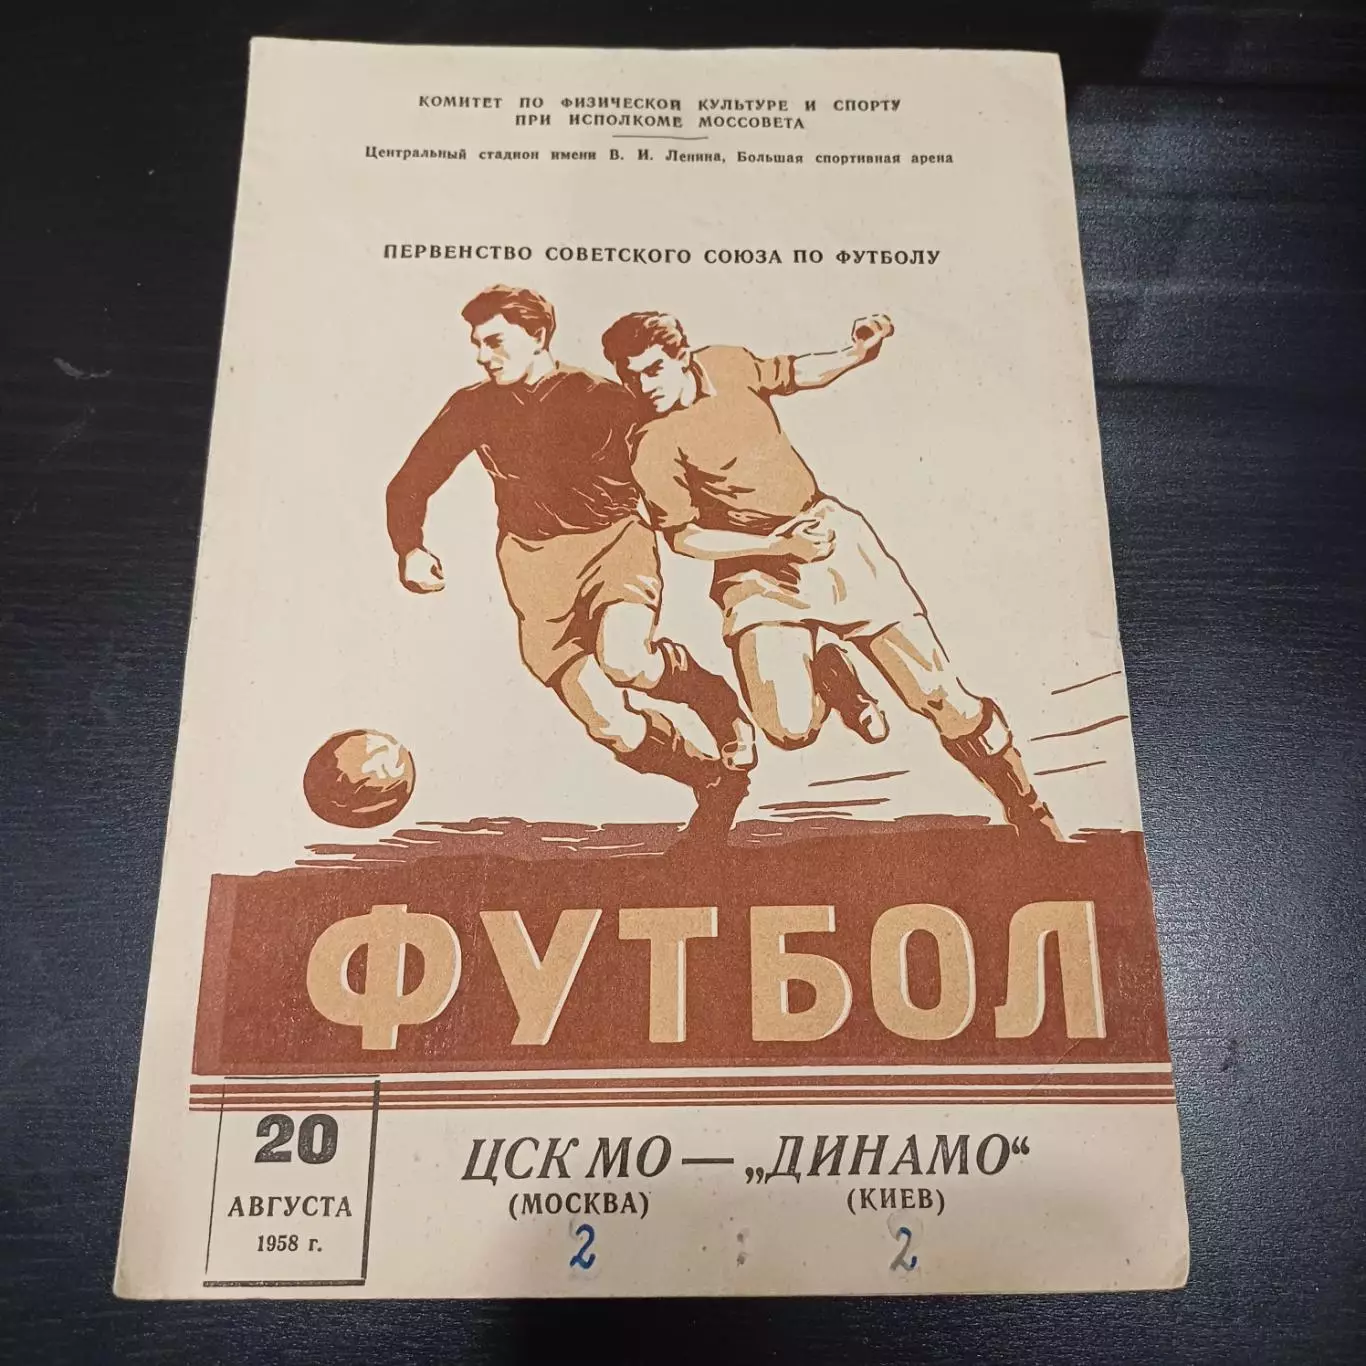 КОМИТЕТ ПО ФИЗИЧЕСКОЙ КУЛЬТУРЕ И СПОРТУ
ПРИ ИСПОЛКОМЕ МОССОВЕТА
Центральный стадион имени В. И. Ленина, Большая спортивная арена
ПЕРВЕНСТВО СОВЕТСКОГО СОЮЗА ПО ФУТБОЛУ
ФУТБОЛ
20
АВГУСТА
1958 г.
ЦСК МО — „ДИНАМО“
(МОСКВА) (КИЕВ)
2 : 2